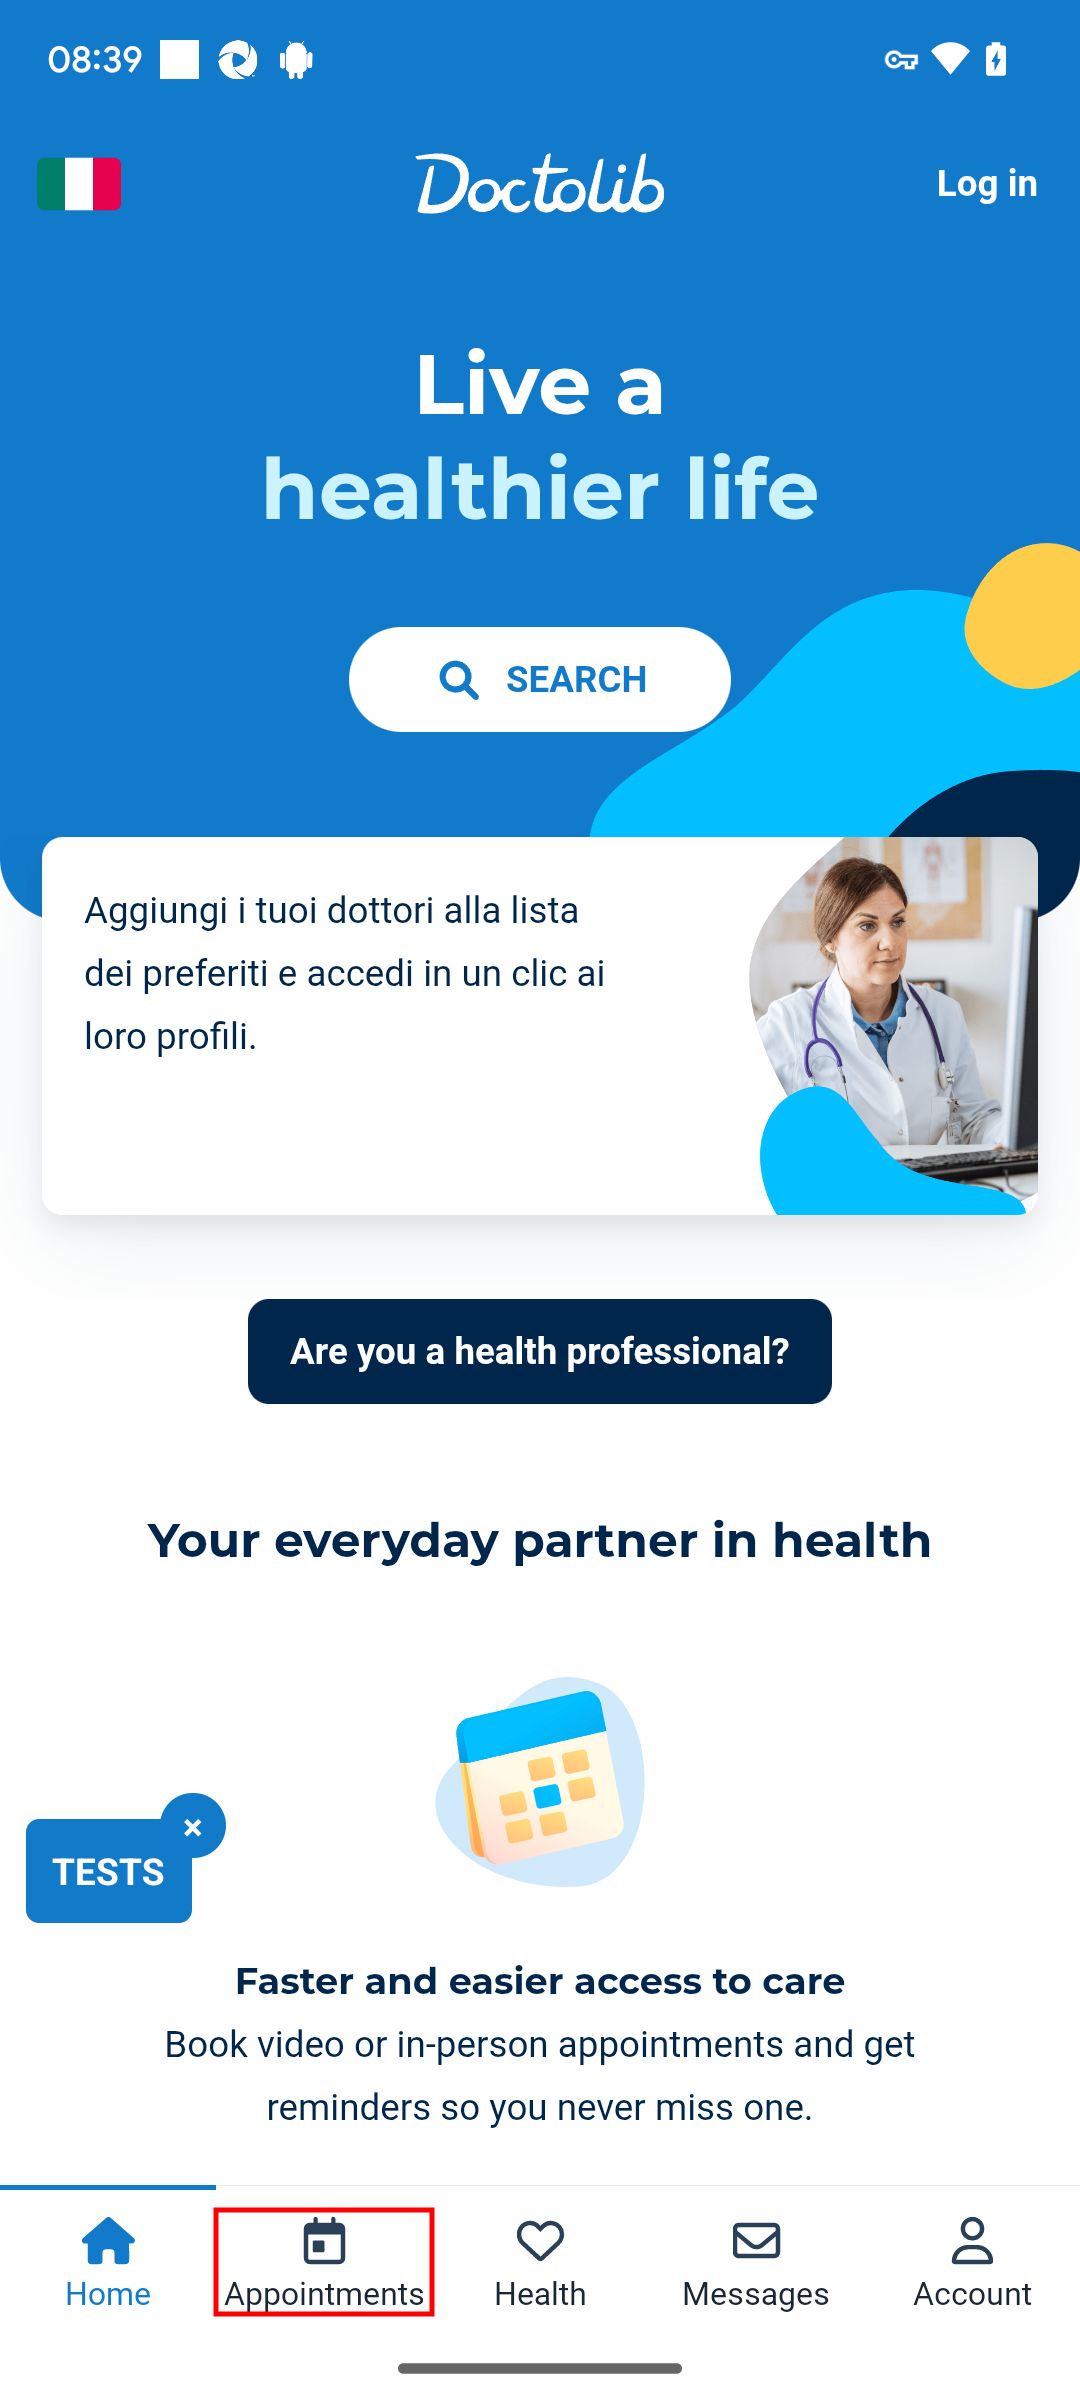 08:39
Doctolib
Log in
Live a
healthier life
SEARCH
Aggiungi i tuoi dottori alla lista
dei preferiti e accedi in un clic ai
loro profili.
Are you a health professional?
Your everyday partner in health
×
TESTS
Faster and easier access to care
Book video or in-person appointments and get
reminders so you never miss one.
Home Appointments Health Messages Account